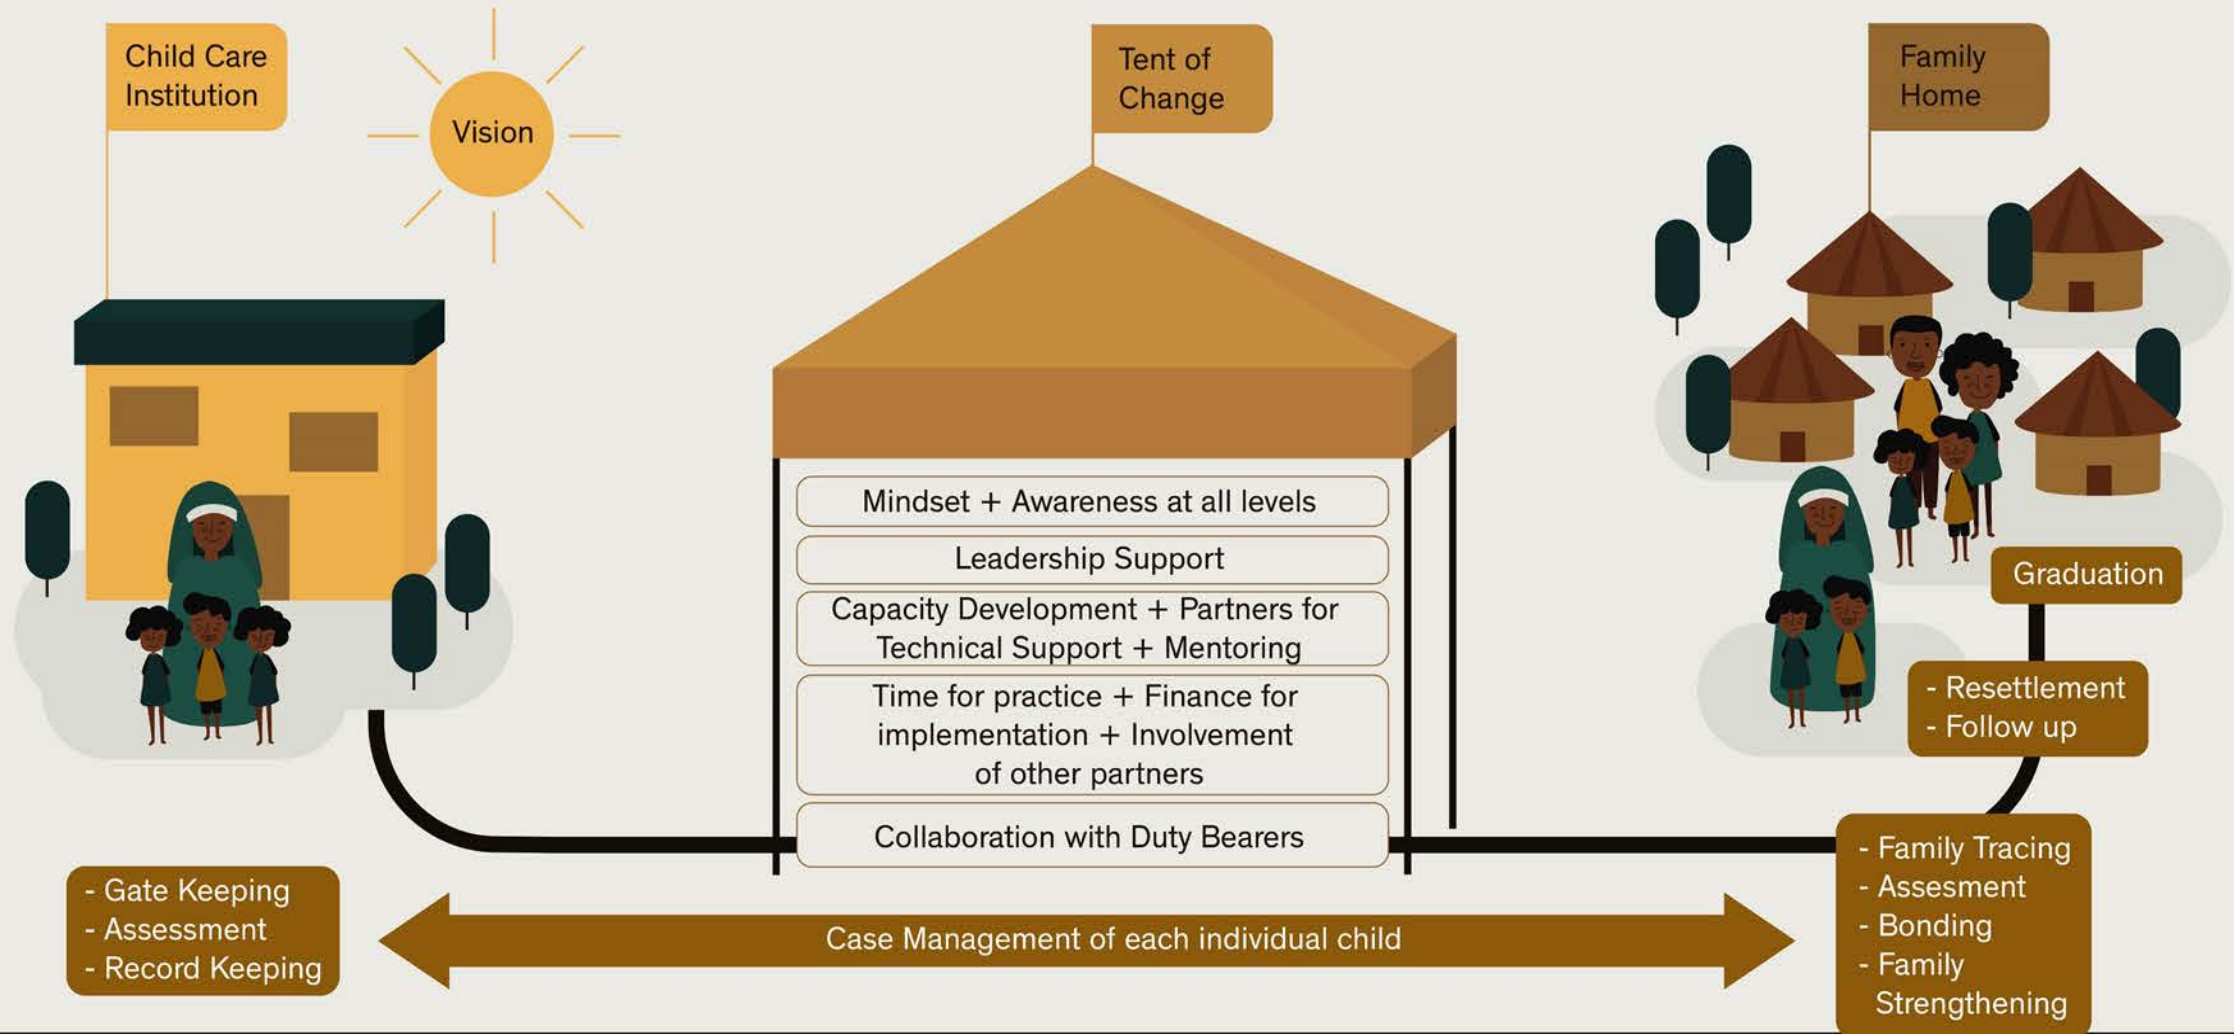 Child Care
Institution
Vision
Tent of
Change
Family
Home
Mindset + Awareness at all levels
Leadership Support
Capacity Development + Partners for
Technical Support + Mentoring
Time for practice + Finance for
implementation + Involvement
of other partners
Collaboration with Duty Bearers
Graduation
- Resettlement
- Follow up
- Gate Keeping
- Assessment
- Record Keeping
Case Management of each individual child
- Family Tracing
- Assesment
- Bonding
- Family
Strengthening